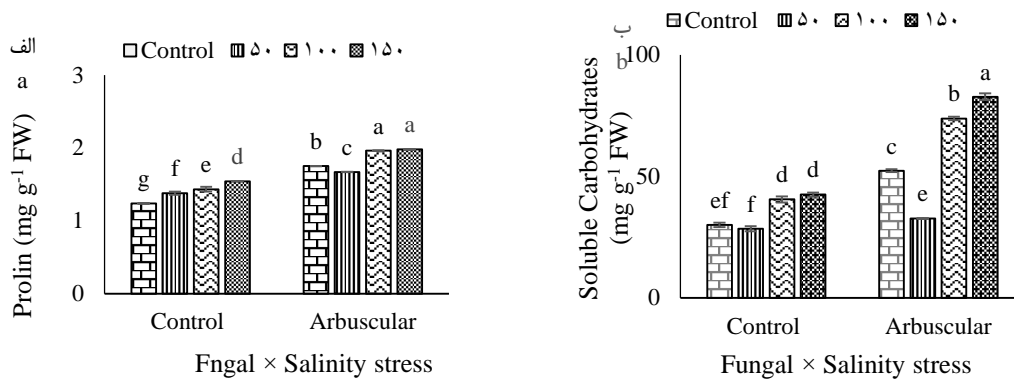 الف
a
Control ۵۰ ۱۰۰ ۱۵۰
Prolin (mg g-1 FW)
3
2
1
0
g f e d b c a a
Control Arbuscular
Fngal × Salinity stress
ب
b
Control ۵۰ ۱۰۰ ۱۵۰
Soluble Carbohydrates
(mg g-1 FW)
100
50
0
ef f d d c e b a
Control Arbuscular
Fungal × Salinity stress